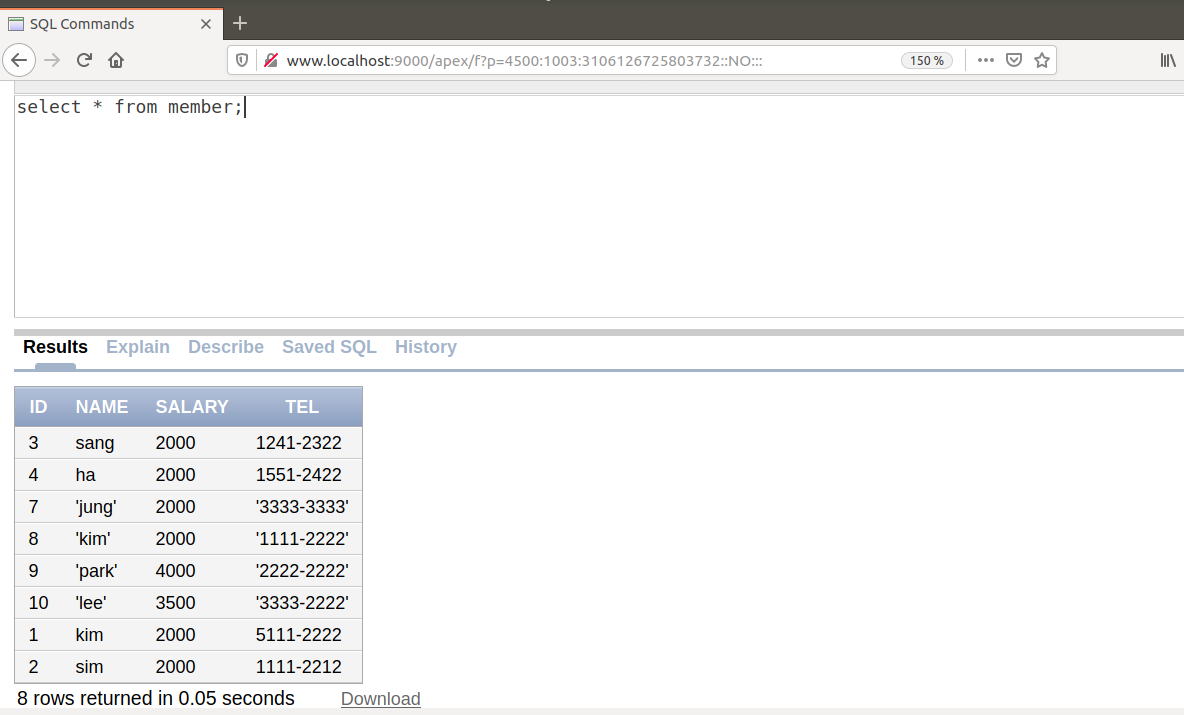 SQL Commands
www.localhost:9000/apex/f?p=4500:1003:3106126725803732::NO:::
150 %
select * from member;
Results Explain Describe Saved SQL History
ID NAME SALARY TEL
3 sang 2000 1241-2322
4 ha 2000 1551-2422
7 'jung' 2000 '3333-3333'
8 'kim' 2000 '1111-2222'
9 'park' 4000 '2222-2222'
10 'lee' 3500 '3333-2222'
1 kim 2000 5111-2222
2 sim 2000 1111-2212
8 rows returned in 0.05 seconds Download